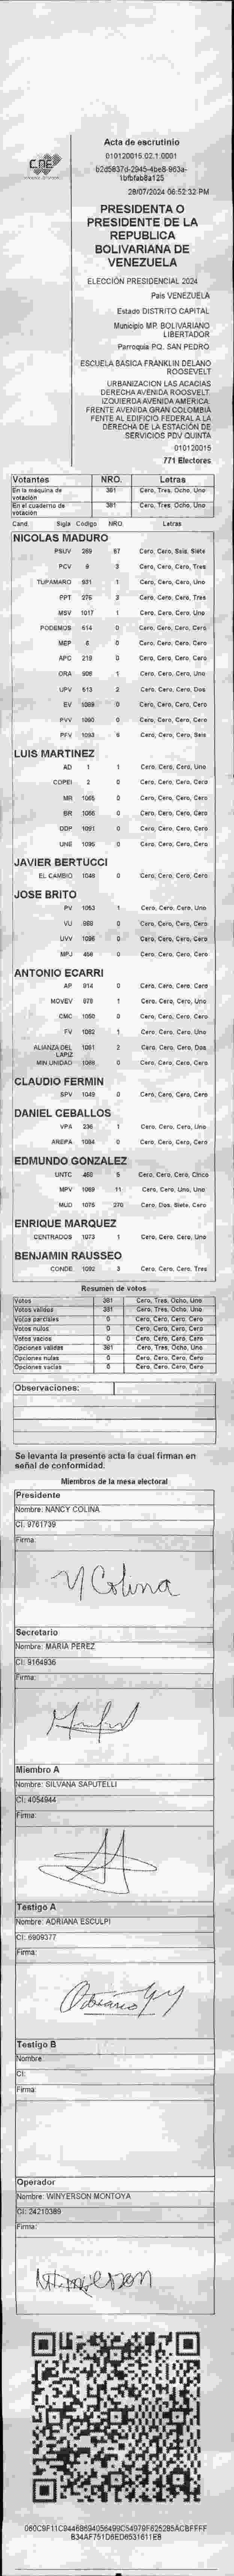 CNE
Acta de escrutinio
010120015.02.1.0001
b2d5837d-2945-4be8-963a-
1bfbfab8a125
28/07/2024 06:52:32 PM
PRESIDENTA O
PRESIDENTE DE LA
REPUBLICA
BOLIVARIANA DE
VENEZUELA
ELECCIÓN PRESIDENCIAL 2024
País VENEZUELA
Estado DISTRITO CAPITAL
Municipio MP. BOLIVARIANO
LIBERTADOR
Parroquia PQ. SAN PEDRO
ESCUELA BASICA FRANKLIN DELANO
ROOSEVELT
URBANIZACION LAS ACACIAS
DERECHA AVENIDA ROOSVELT.
IZQUIERDA AVENIDA AMERICA.
FRENTE AVENIDA GRAN COLOMBIA
FENTE AL EDIFICIO FEDERAL A LA
DERECHA DE LA ESTACIÓN DE
SERVICIOS PDV QUINTA
010120015
771 Electores
Votantes NRO. Letras
En la maquina de votación 381 Cero, Tres, Ocho, Uno
En el cuaderno de votación 381 Cero, Tres, Ocho, Uno
Cand. Sigla Codigo NRO. Letras
NICOLAS MADURO
PSUV 269 67 Cero, Cero, Seis, Siete
PCV 3 Cero, Cero, Cero, Tres
TUPAMARO 931 1 Cero, Cero, Cero, Uno
PPT 276 3 Cero, Cero, Cero, Tres
MSV 1017 1 Cero, Cero, Cero, Uno
PODEMOS 614 0 Cero, Cero, Cero, Cero
MEP 0 Cero, Cero, Cero, Cero
APC 219 0 Cero, Cero, Cero, Cero
ORA 906 1 Cero, Cero, Cero, Uno
UPV 613 2 Cero, Cero, Cero, Dos
EV 1089 0 Cero, Cero, Cero, Cero
PVV 1090 0 Cero, Cero, Cero, Cero
PFV 1093 6 Cero, Cero, Cero, Seis
LUIS MARTINEZ
AD 1 1 Cero, Cero, Cero, Uno
COPEI 2 0 Cero, Cero, Cero, Cero
MR 1065 0 Cero, Cero, Cero, Cero
BR 1066 0 Cero, Cero, Cero, Cero
DDP 1091 0 Cero, Cero, Cero, Cero
UNE 1095 0 Cero, Cero, Cero, Cero
JAVIER BERTUCCI
EL CAMBIO 1048 0 Cero, Cero, Cero, Cero
JOSE BRITO
PV 1053 1 Cero, Cero, Cero, Uno
VU 969 0 Cero, Cero, Cero, Cero
UVV 1096 0 Cero, Cero, Cero, Cero
MPJ 458 0 Cero, Cero, Cero, Cero
ANTONIO ECARRI
AP 914 0 Cero, Cero, Cero, Cero
MOVEV 878 1 Cero, Cero, Cero, Uno
CMC 1050 0 Cero, Cero, Cero, Cero
FV 1082 1 Cero, Cero, Cero, Uno
ALIANZA DEL LAPIZ 1081 2 Cero, Cero, Cero, Dos
MIN UNIDAD 1088 0 Cero, Cero, Cero, Cero
CLAUDIO FERMIN
SPV 1049 0 Cero, Cero, Cero, Cero
DANIEL CEBALLOS
VPA 236 1 Cero, Cero, Cero, Uno
AREPA 1084 0 Cero, Cero, Cero, Cero
EDMUNDO GONZALEZ
UNTC 468 5 Cero, Cero, Cero, Cinco
MPV 1069 11 Cero, Cero, Uno, Uno
MUD 1075 270 Cero, Dos, Siete, Cero
ENRIQUE MARQUEZ
CENTRADOS 1073 1 Cero, Cero, Cero, Uno
BENJAMIN RAUSSEO
CONDE 1092 3 Cero, Cero, Cero, Tres
Resumen de votos
Votos 381 Cero, Tres, Ocho, Uno
Votos validos 381 Cero, Tres, Ocho, Uno
Votos parciales 0 Cero, Cero, Cero, Cero
Votos nulos 0 Cero, Cero, Cero, Cero
Votos vacios 0 Cero, Cero, Cero, Cero
Opciones validas 381 Cero, Tres, Ocho, Uno
Opciones nulas 0 Cero, Cero, Cero, Cero
Opciones vacias 0 Cero, Cero, Cero, Cero
Observaciones:
Se levanta la presente acta la cual firman en
señal de conformidad.
Miembros de la mesa electoral
Presidente
Nombre: NANCY COLINA
CI: 9761739
Firma:
N Colina
Secretario
Nombre: MARIA PEREZ
CI: 9164936
Firma:
Miembro A
Nombre: SILVANA SAPUTELLI
CI: 4054944
Firma:
Testigo A
Nombre: ADRIANA ESCULPI
CI: 6909377
Firma:
Testigo B
Nombre:
CI:
Firma:
Operador
Nombre: WINYERSON MONTOYA
CI: 24210389
Firma: